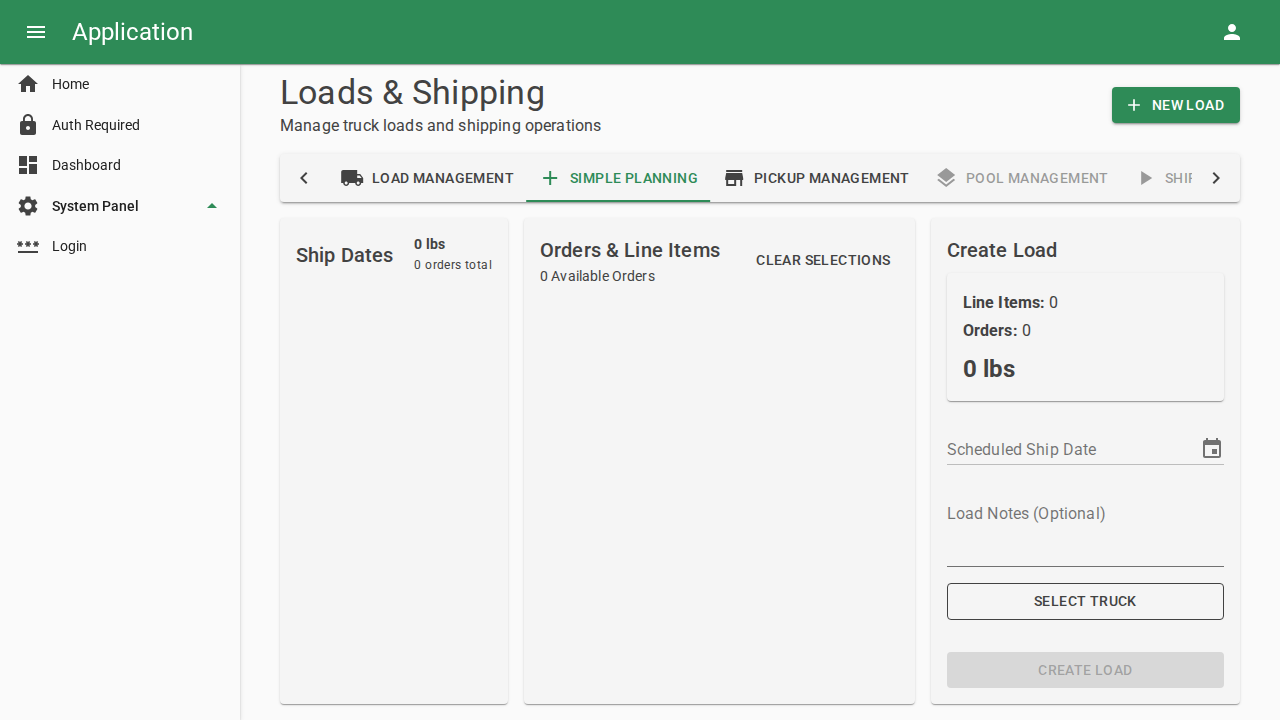 Application
Home
Auth Required
Dashboard
System Panel
Login
Loads & Shipping
Manage truck loads and shipping operations
NEW LOAD
LOAD MANAGEMENT
SIMPLE PLANNING
PICKUP MANAGEMENT
POOL MANAGEMENT
Ship Dates
0 lbs
0 orders total
Orders & Line Items
0 Available Orders
CLEAR SELECTIONS
Create Load
Line Items: 0
Orders: 0
0 lbs
Scheduled Ship Date
Load Notes (Optional)
SELECT TRUCK
CREATE LOAD